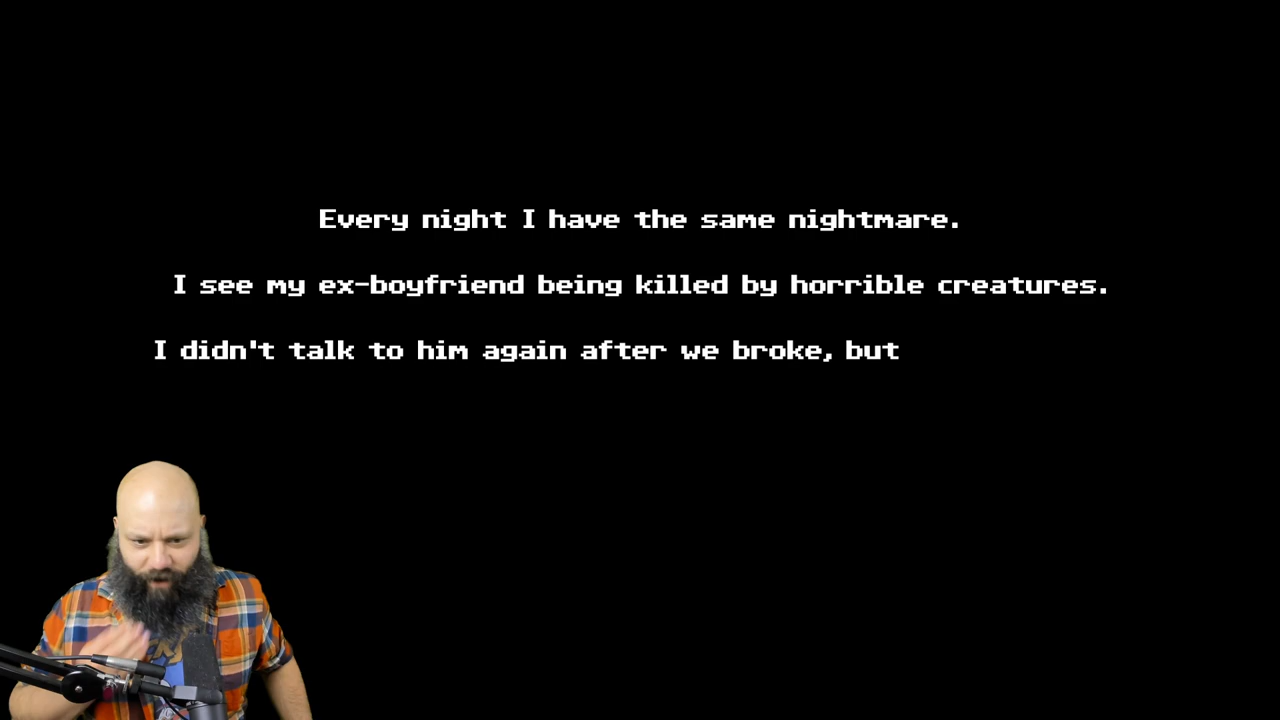 Every night I have the same nightmare.
I see my ex-boyfriend being killed by horrible creatures.
I didn't talk to him again after we broke, but